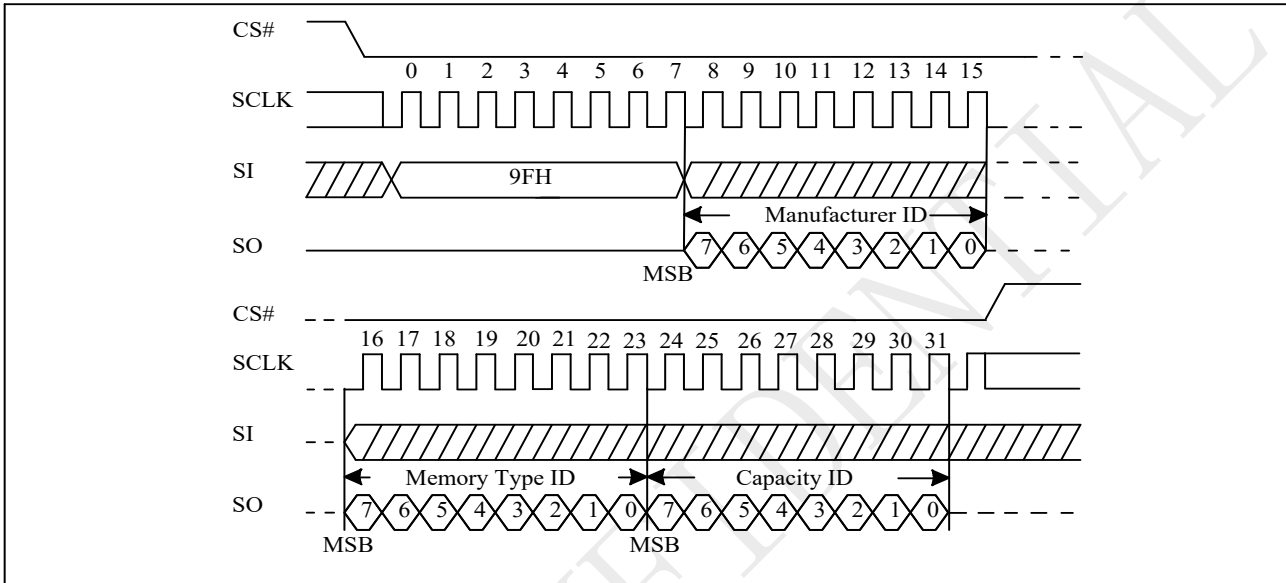 CS#
0 1 2 3 4 5 6 7 8 9 10 11 12 13 14 15
SCLK
SI
9FH
Manufacturer ID
SO
7 6 5 4 3 2 1 0
MSB
CS#
16 17 18 19 20 21 22 23 24 25 26 27 28 29 30 31
SCLK
SI
Memory Type ID Capacity ID
SO
7 6 5 4 3 2 1 0 7 6 5 4 3 2 1 0
MSB MSB